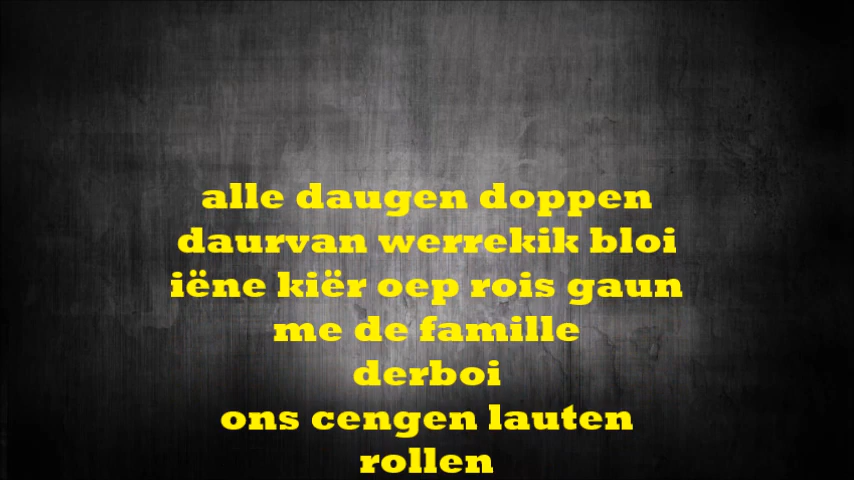 alle daugen doppen
daurvan werrekik bloi
iëne kiër oep rois gaun
me de famille
derboi
ons cengen lauten
rollen